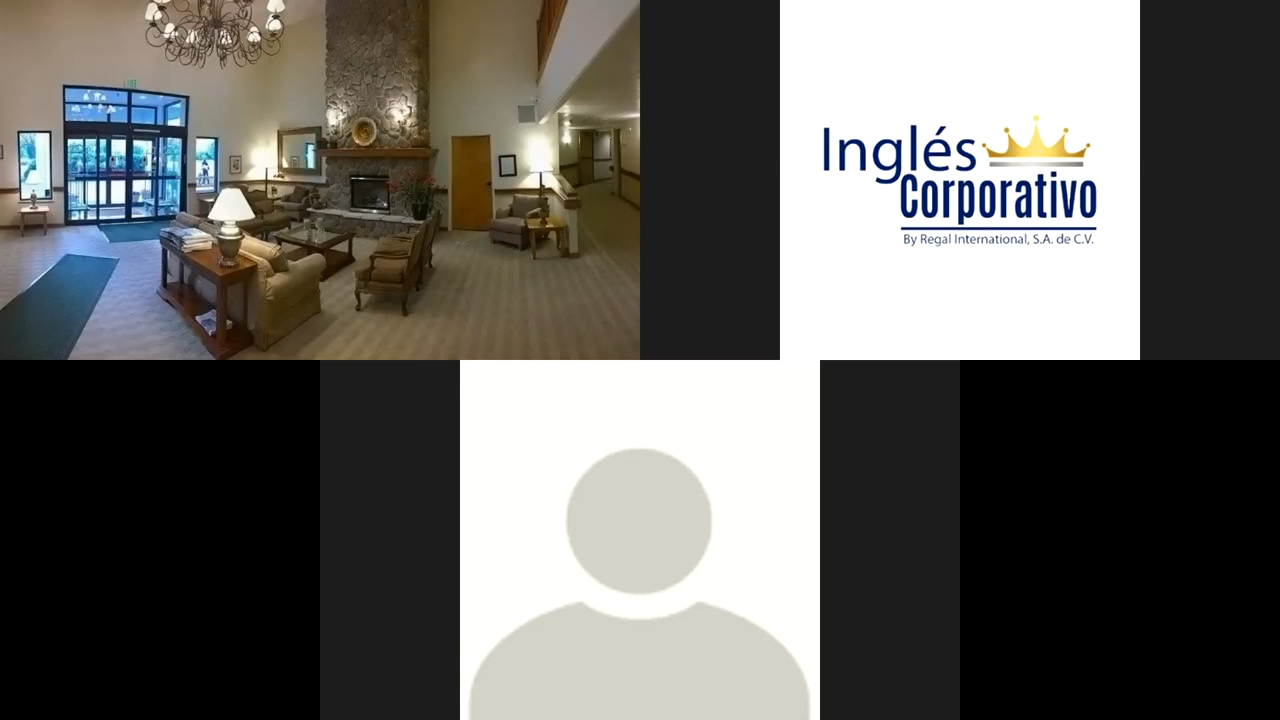 Inglés
Corporativo
By Regal International, S.A. de C.V.